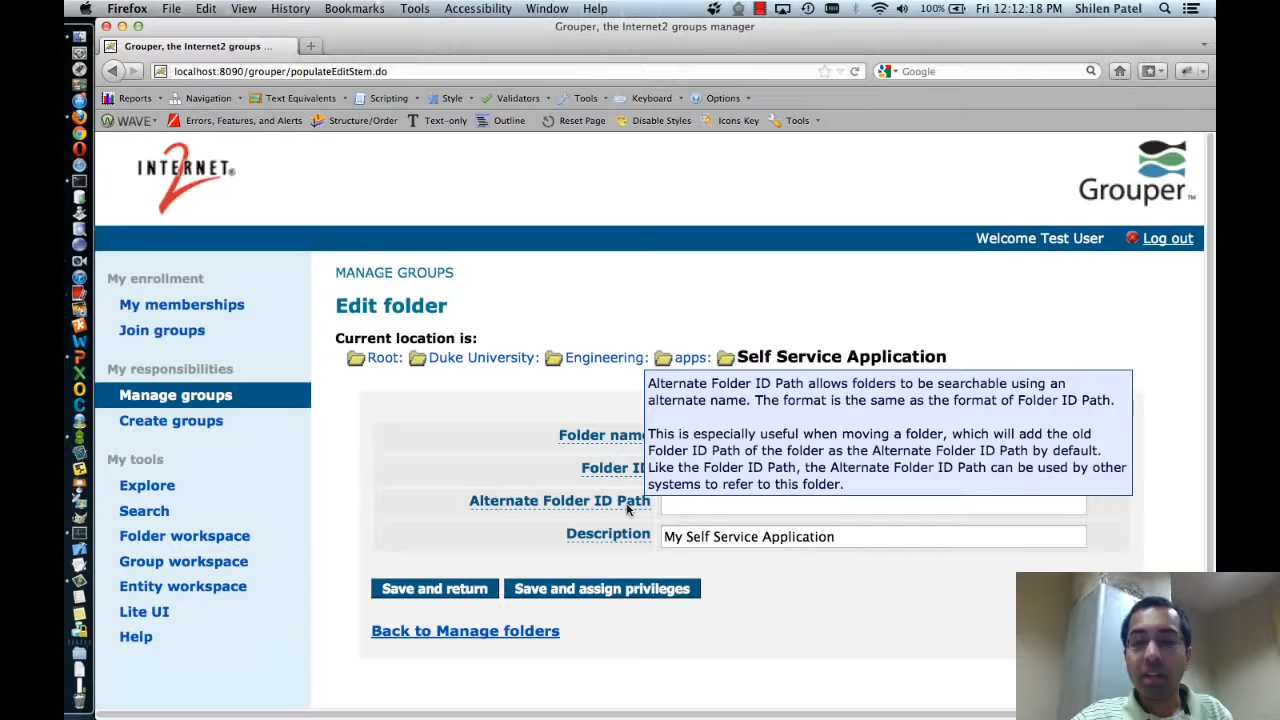 Firefox File Edit View History Bookmarks Tools Accessibility Window Help 100% Fri 12:12:18 PM Shilen Patel
Grouper, the Internet2 groups manager
Grouper, the Internet2 groups ...
localhost:8090/grouper/populateEditStem.do Google
Reports Navigation Text Equivalents Scripting Style Validators Tools Keyboard Options
WAVE Errors, Features, and Alerts Structure/Order Text-only Outline Reset Page Disable Styles Icons Key Tools
INTERNET®
2
Grouper™
Welcome Test User Log out
My enrollment
My memberships
Join groups
My responsibilities
Manage groups
Create groups
My tools
Explore
Search
Folder workspace
Group workspace
Entity workspace
Lite UI
Help
MANAGE GROUPS
Edit folder
Current location is:
Root: Duke University: Engineering: apps: Self Service Application
Alternate Folder ID Path allows folders to be searchable using an
alternate name. The format is the same as the format of Folder ID Path.
This is especially useful when moving a folder, which will add the old
Folder ID Path of the folder as the Alternate Folder ID Path by default.
Like the Folder ID Path, the Alternate Folder ID Path can be used by other
systems to refer to this folder.
Folder name
Folder ID
Alternate Folder ID Path
Description My Self Service Application
Save and return Save and assign privileges
Back to Manage folders